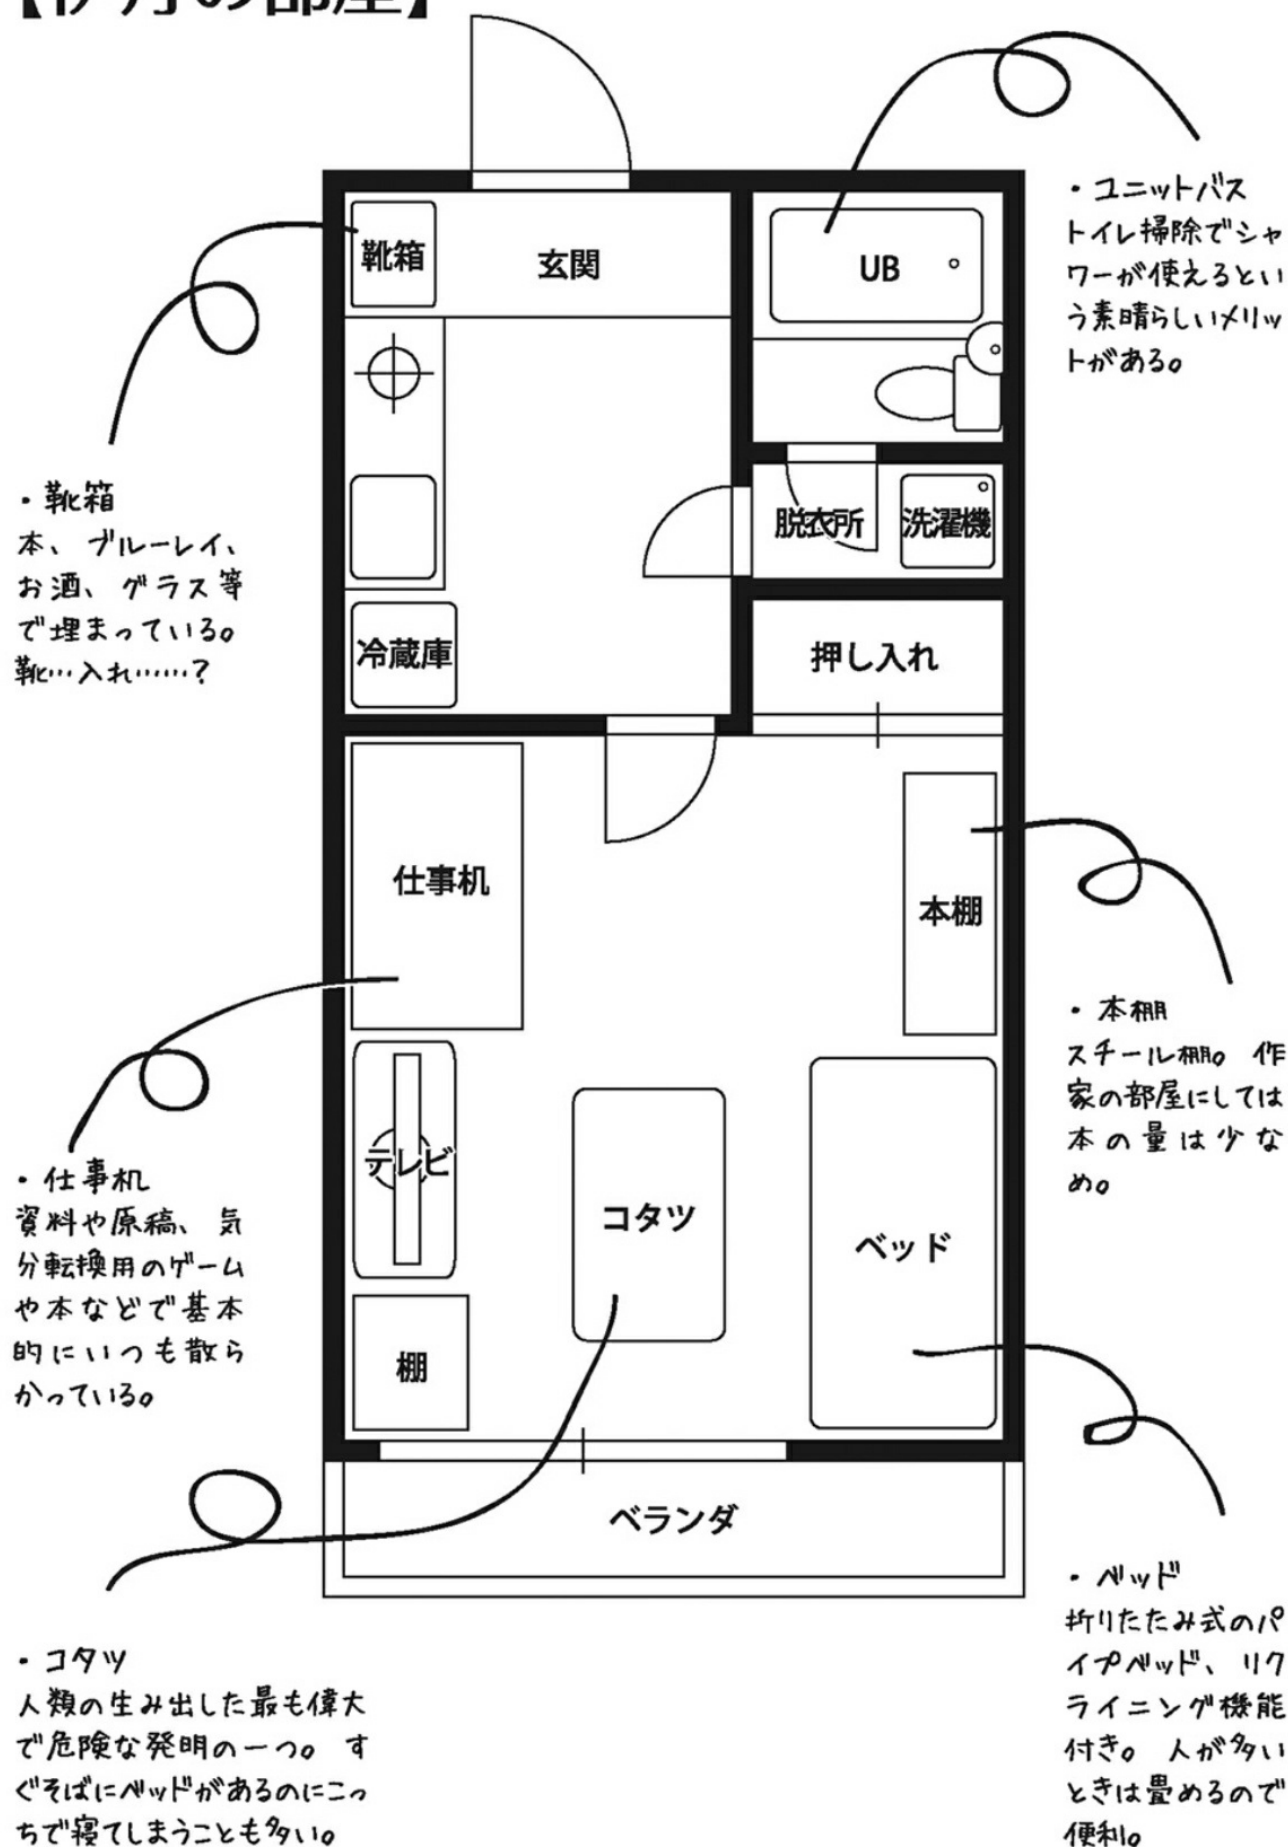 【伊月の部屋】
・ユニットバス
トイレ掃除でシャ
ワーが使えるとい
う素晴らしいメリッ
トがある。
靴箱
玄関
UB
・靴箱
本、ブルーレイ、
お酒、グラス等
で埋まっている。
靴…入れ……?
脱衣所
洗濯機
冷蔵庫
押し入れ
仕事机
本棚
・本棚
スチール棚。作
家の部屋にしては
本の量は少な
め。
・仕事机
資料や原稿、気
分転換用のゲーム
や本などで基本
的にいつも散ら
かっている。
テレビ
コタツ
ベッド
棚
ベランダ
・ベッド
折りたたみ式のパ
イプベッド、リク
ライニング機能
付き。人が多い
ときは畳めるので
便利。
・コタツ
人類の生み出した最も偉大
で危険な発明の一つ。す
ぐそばにベッドがあるのにこっ
ちで寝てしまうことも多い。